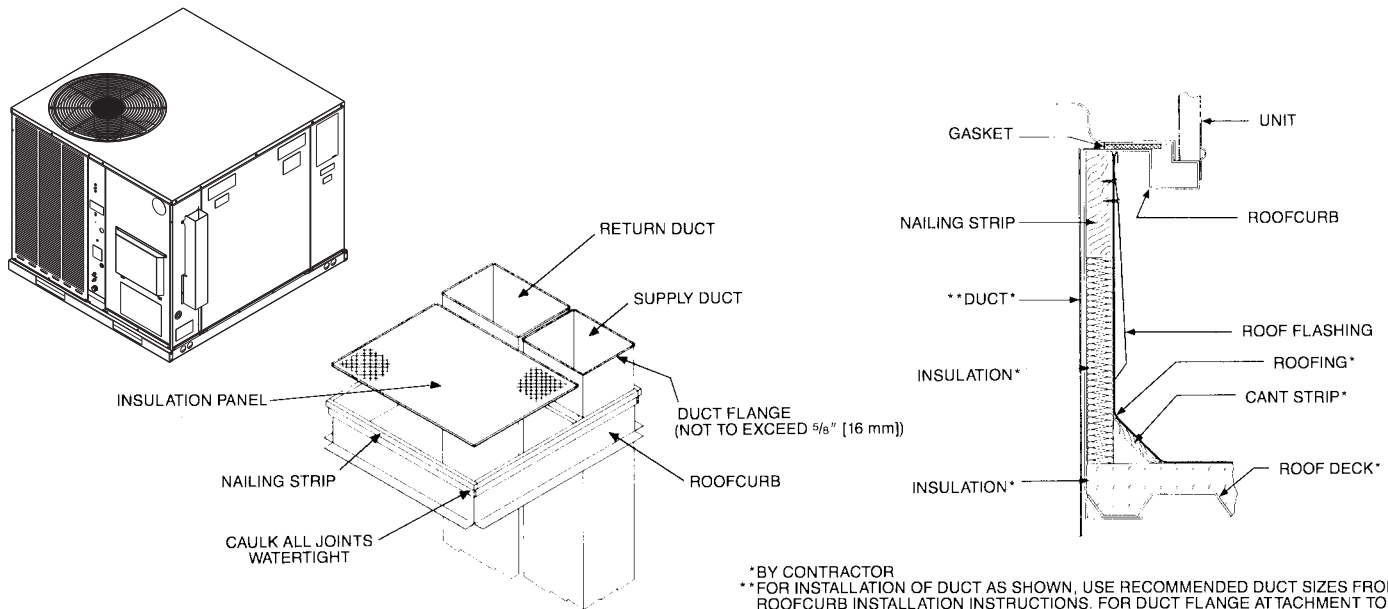 RETURN DUCT
SUPPLY DUCT
INSULATION PANEL
DUCT FLANGE
(NOT TO EXCEED 5/8" [16 mm])
NAILING STRIP
ROOFCURB
CAULK ALL JOINTS
WATERTIGHT
GASKET
UNIT
ROOFCURB
NAILING STRIP
**DUCT*
ROOF FLASHING
ROOFING*
INSULATION*
CANT STRIP*
ROOF DECK*
INSULATION*
*BY CONTRACTOR
**FOR INSTALLATION OF DUCT AS SHOWN, USE RECOMMENDED DUCT SIZES FROM
ROOFCURB INSTALLATION INSTRUCTIONS. FOR DUCT FLANGE ATTACHMENT TO